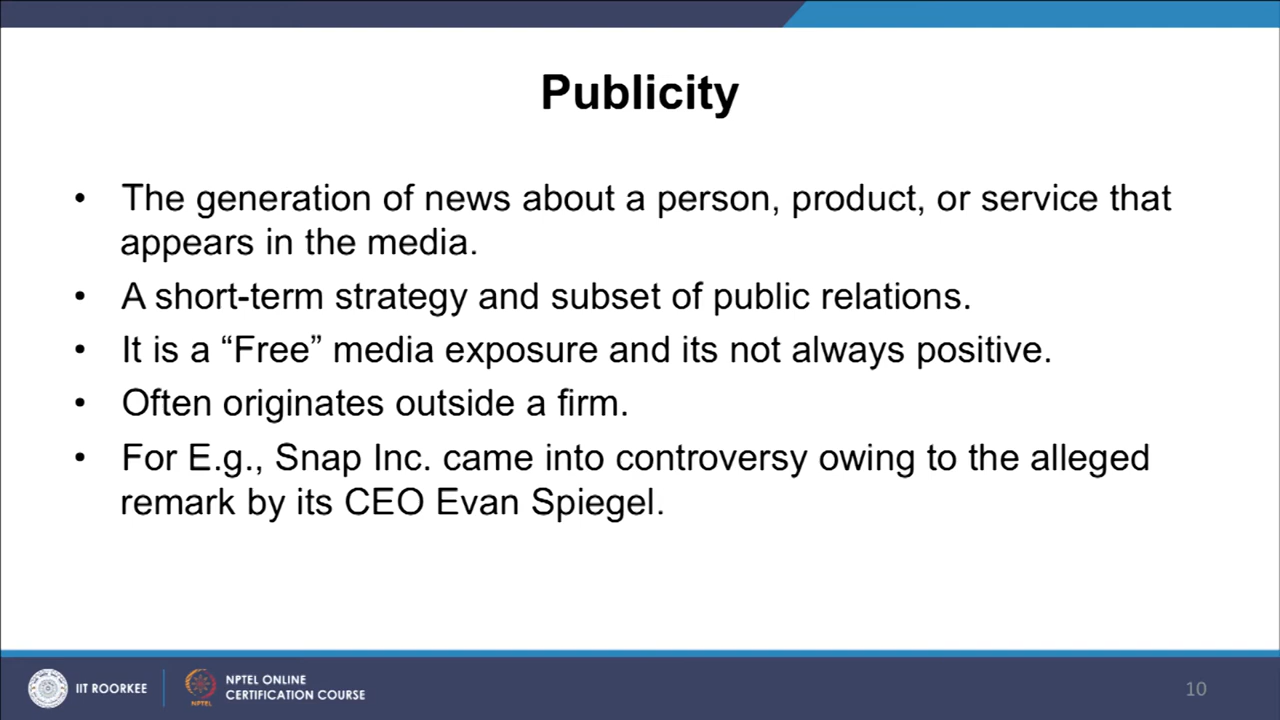 Publicity
• The generation of news about a person, product, or service that
appears in the media.
• A short-term strategy and subset of public relations.
• It is a “Free” media exposure and its not always positive.
• Often originates outside a firm.
• For E.g., Snap Inc. came into controversy owing to the alleged
remark by its CEO Evan Spiegel.
IIT ROORKEE
NPTEL
NPTEL ONLINE
CERTIFICATION COURSE
10